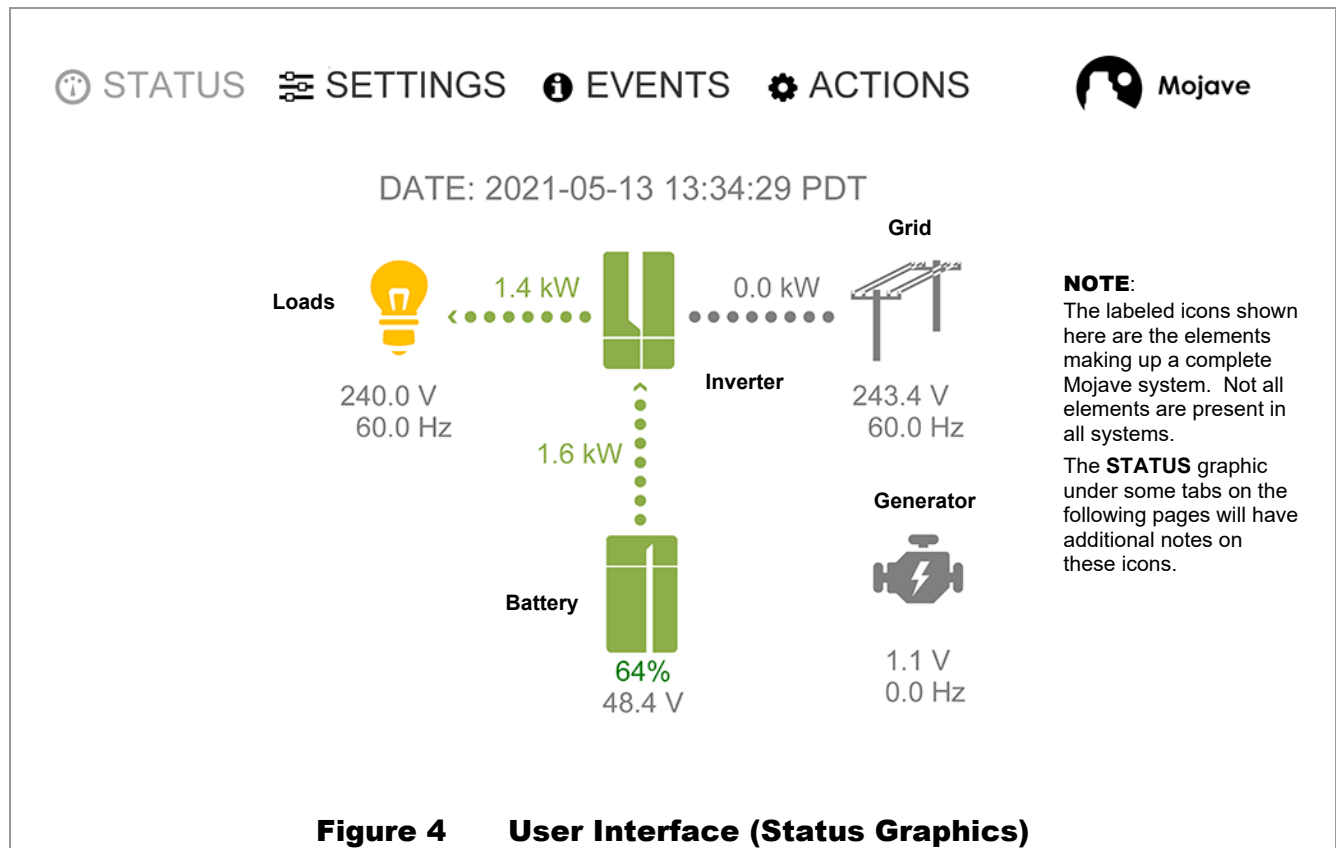 STATUS SETTINGS EVENTS ACTIONS Mojave
DATE: 2021-05-13 13:34:29 PDT
Grid
Loads
1.4 kW
0.0 kW
Inverter
240.0 V
60.0 Hz
243.4 V
60.0 Hz
1.6 kW
Generator
Battery
64%
48.4 V
1.1 V
0.0 Hz
NOTE:
The labeled icons shown
here are the elements
making up a complete
Mojave system. Not all
elements are present in
all systems.
The STATUS graphic
under some tabs on the
following pages will have
additional notes on
these icons.
Figure 4 User Interface (Status Graphics)